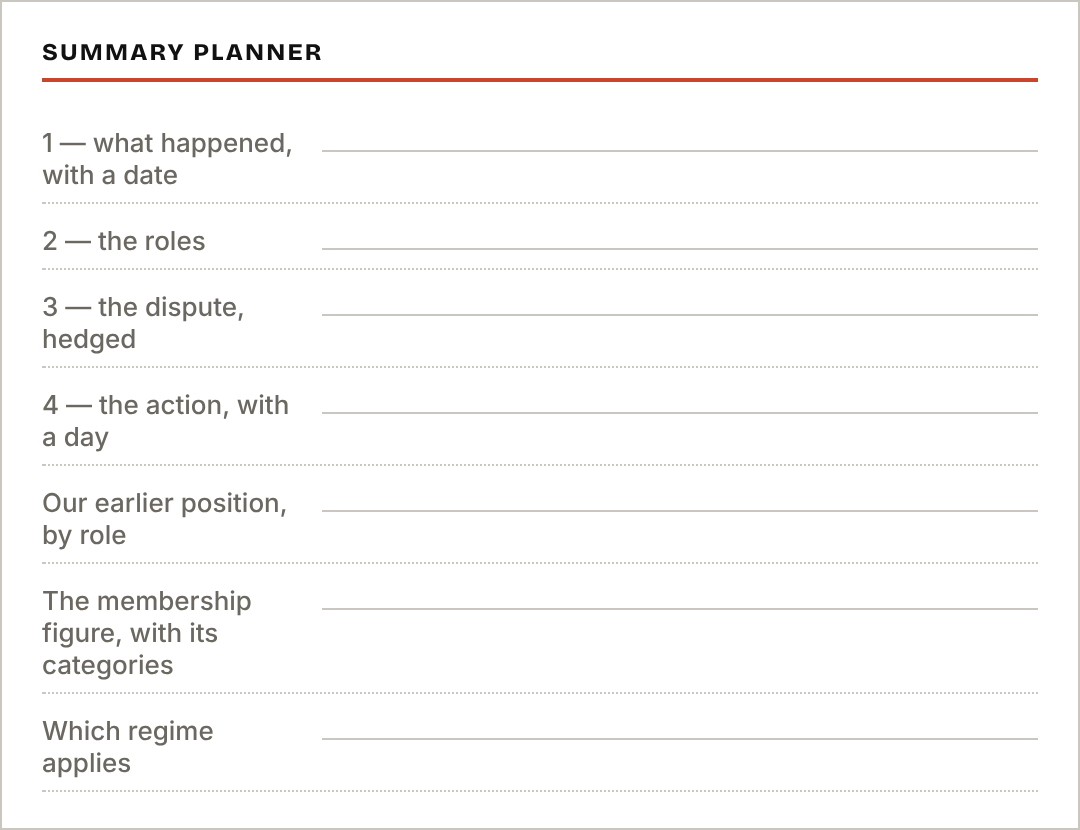 SUMMARY PLANNER
1 — what happened,
with a date
2 — the roles
3 — the dispute,
hedged
4 — the action, with
a day
Our earlier position,
by role
The membership
figure, with its
categories
Which regime
applies